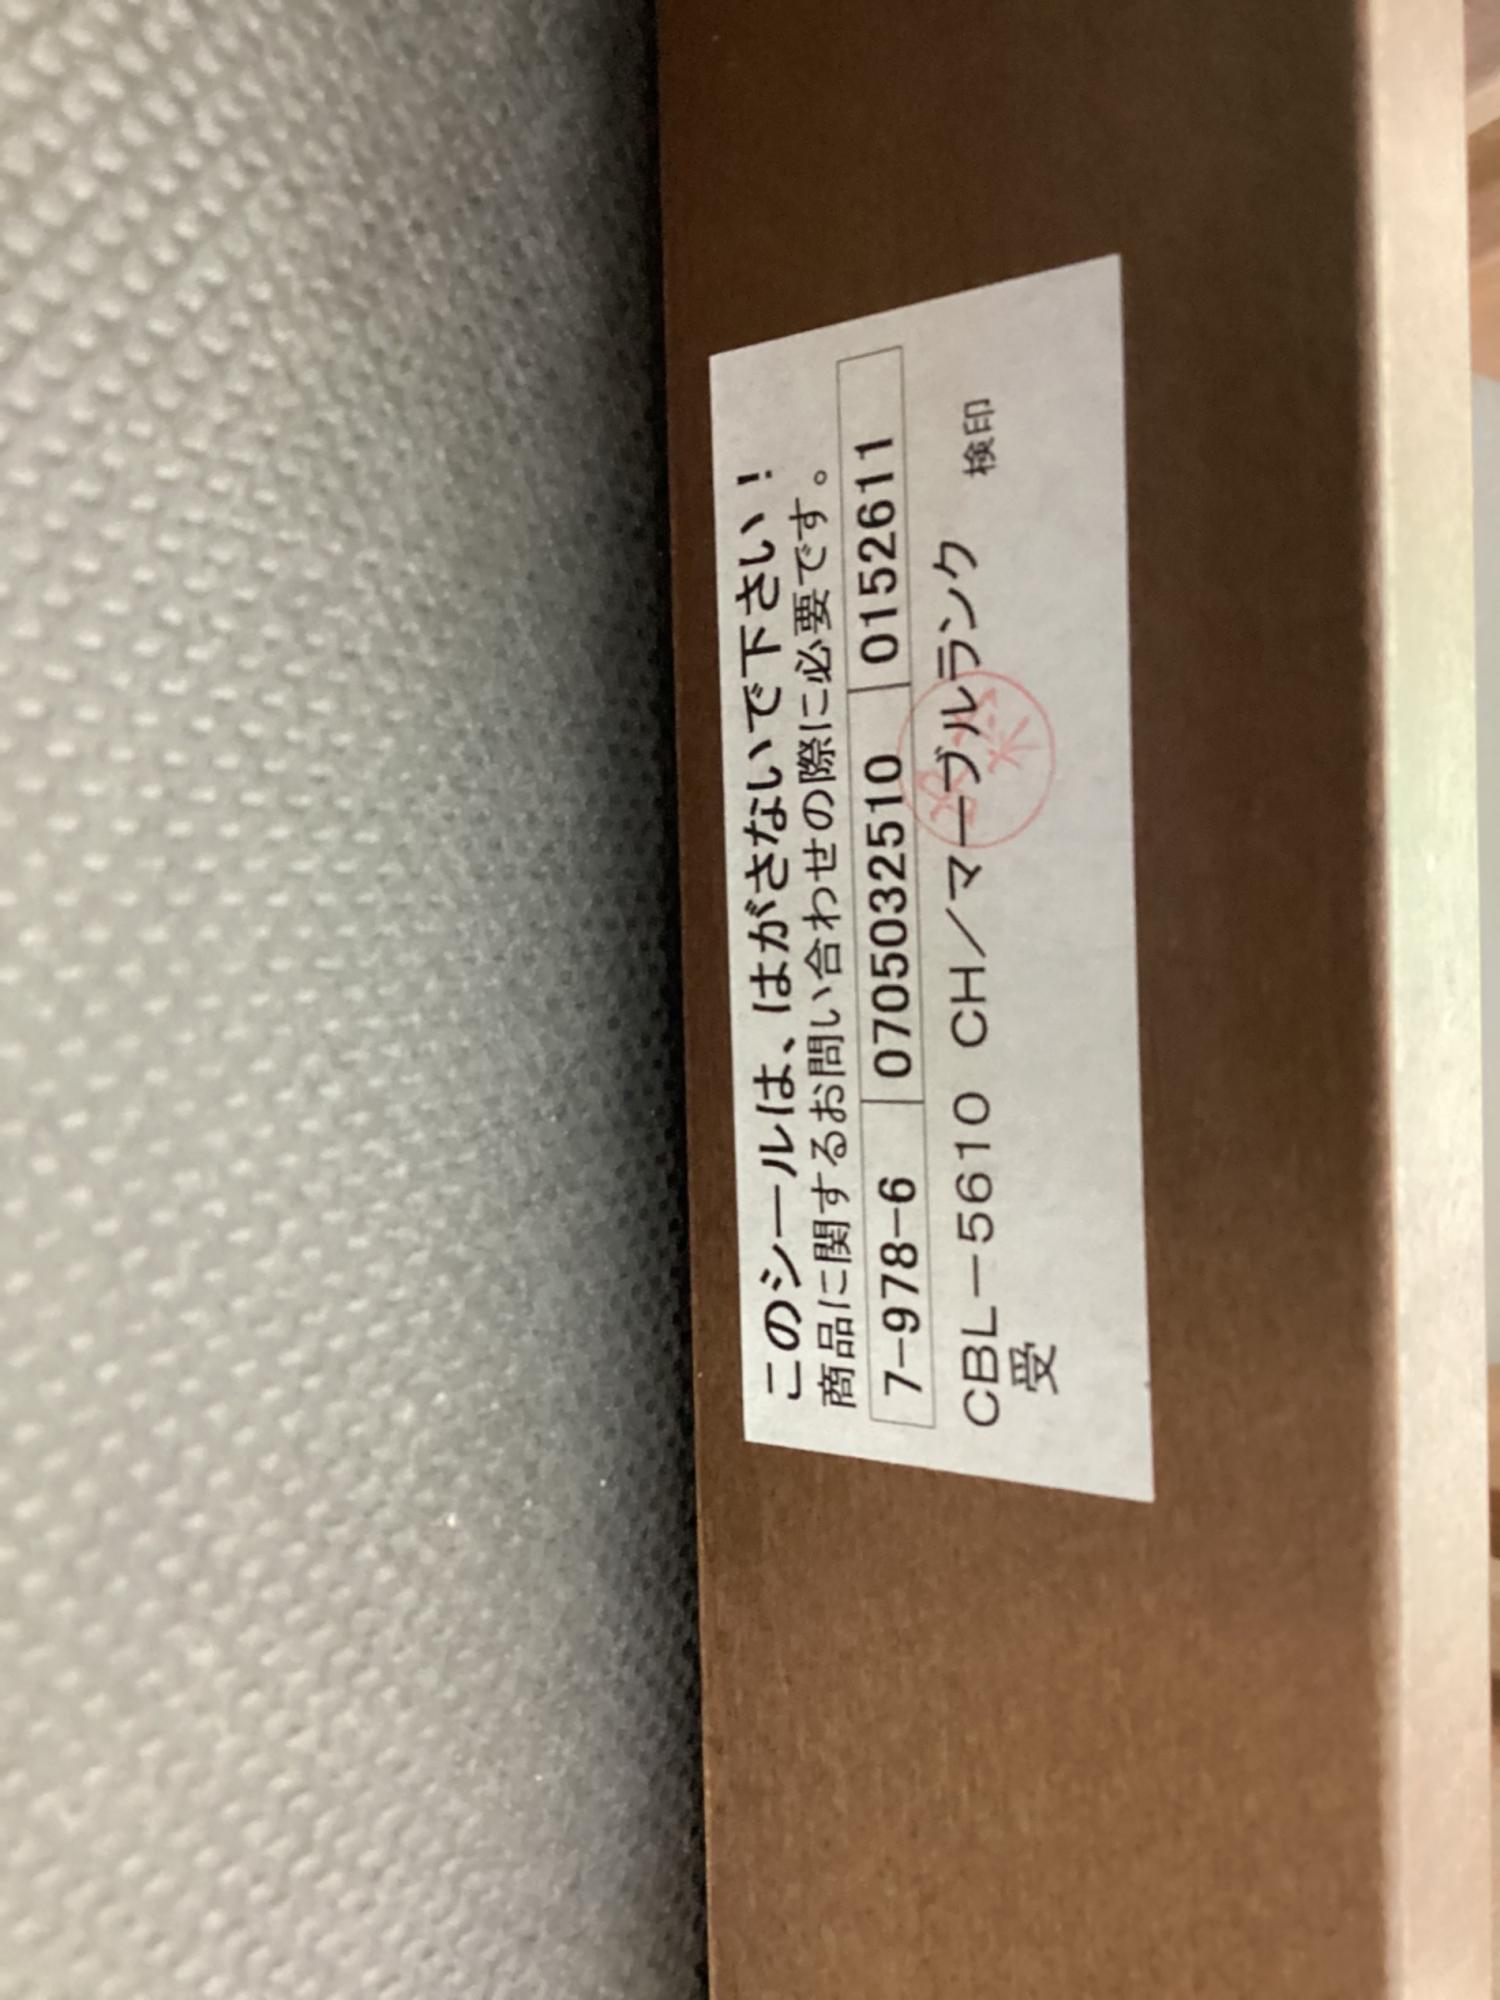 このシールは、はがさないで下さい！
商品に関するお問い合わせの際に必要です。
7-978-6 0705032510 0152611
CBL－5610 CH／マーブルランク 検印
受